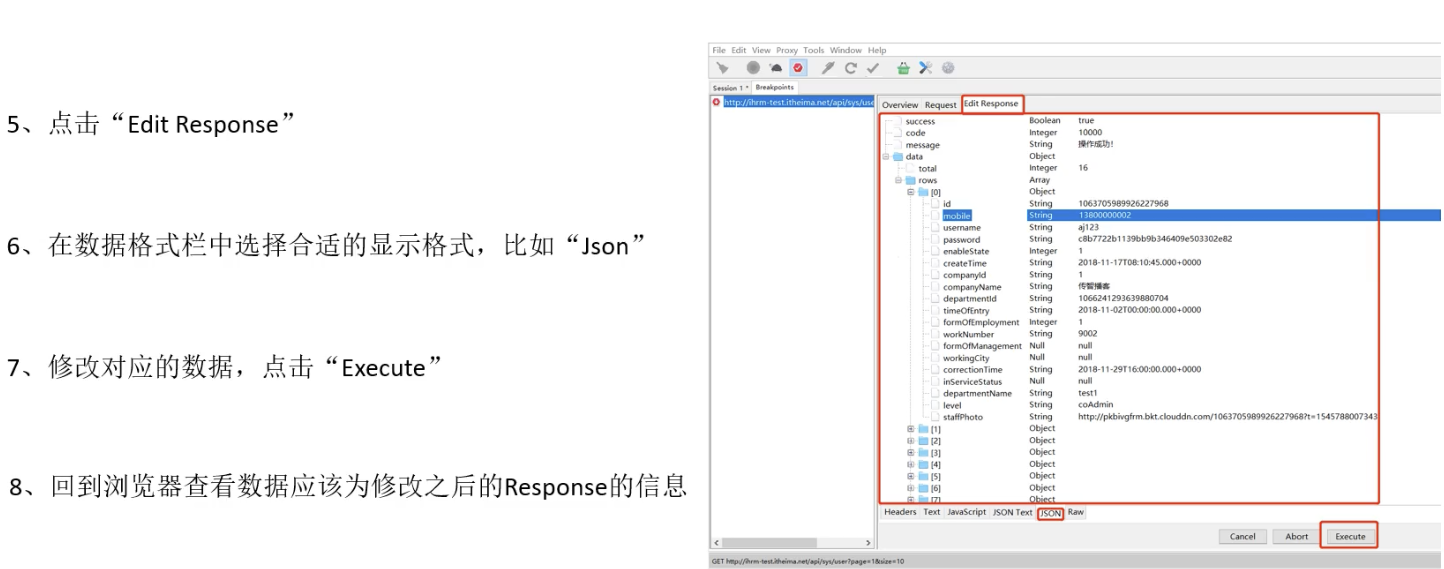 5、点击“Edit Response”
6、在数据格式栏中选择合适的显示格式，比如“Json”
7、修改对应的数据，点击“Execute”
8、回到浏览器查看数据应该为修改之后的Response的信息
File Edit View Proxy Tools Window Help
Session 1 * Breakpoints
http://ihrm-test.itheima.net/api/sys/use
Overview Request Edit Response
success Boolean true
code Integer 10000
message String 操作成功!
data Object
total Integer 16
rows Array
[0] Object
id String 1063705989926227968
mobile String 13800000002
username String aj123
password String c8b7722b1139bb9b346409e503302e82
enableState Integer 1
createTime String 2018-11-17T08:10:45.000+0000
companyId String 1
companyName String 传智播客
departmentId String 1066241293639880704
timeOfEntry String 2018-11-02T00:00:00.000+0000
formOfEmployment Integer 1
workNumber String 9002
formOfManagement Null null
workingCity Null null
correctionTime String 2018-11-29T16:00:00.000+0000
inServiceStatus Null null
departmentName String test1
level String coAdmin
staffPhoto String http://pkbivgfrm.bkt.clouddn.com/1063705989926227968?t=1545788007343
[1] Object
[2] Object
[3] Object
[4] Object
[5] Object
[6] Object
[7] Object
Headers Text JavaScript JSON Text JSON Raw
Cancel Abort Execute
GET http://ihrm-test.itheima.net/api/sys/user?page=1&size=10